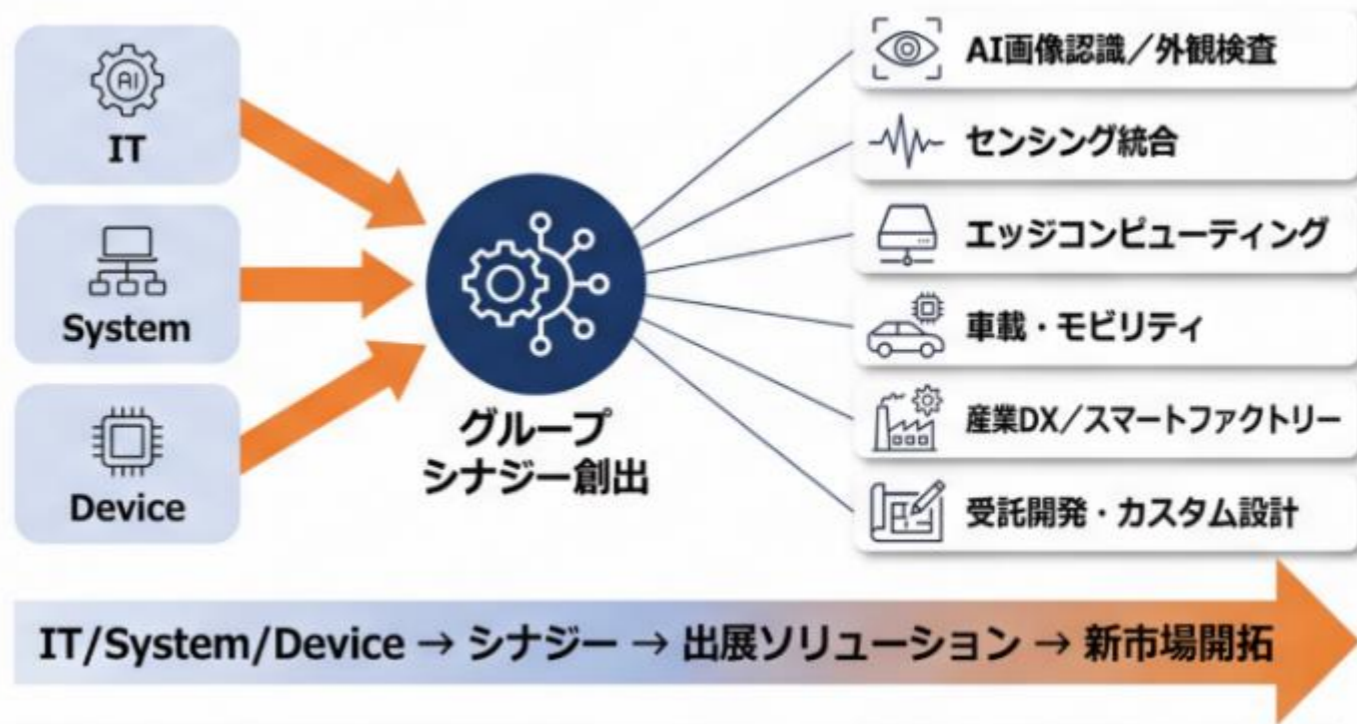 AI
IT
System
Device
グループ
シナジー創出
AI画像認識／外観検査
センシング統合
エッジコンピューティング
車載・モビリティ
産業DX／スマートファクトリー
受託開発・カスタム設計
IT/System/Device → シナジー → 出展ソリューション → 新市場開拓